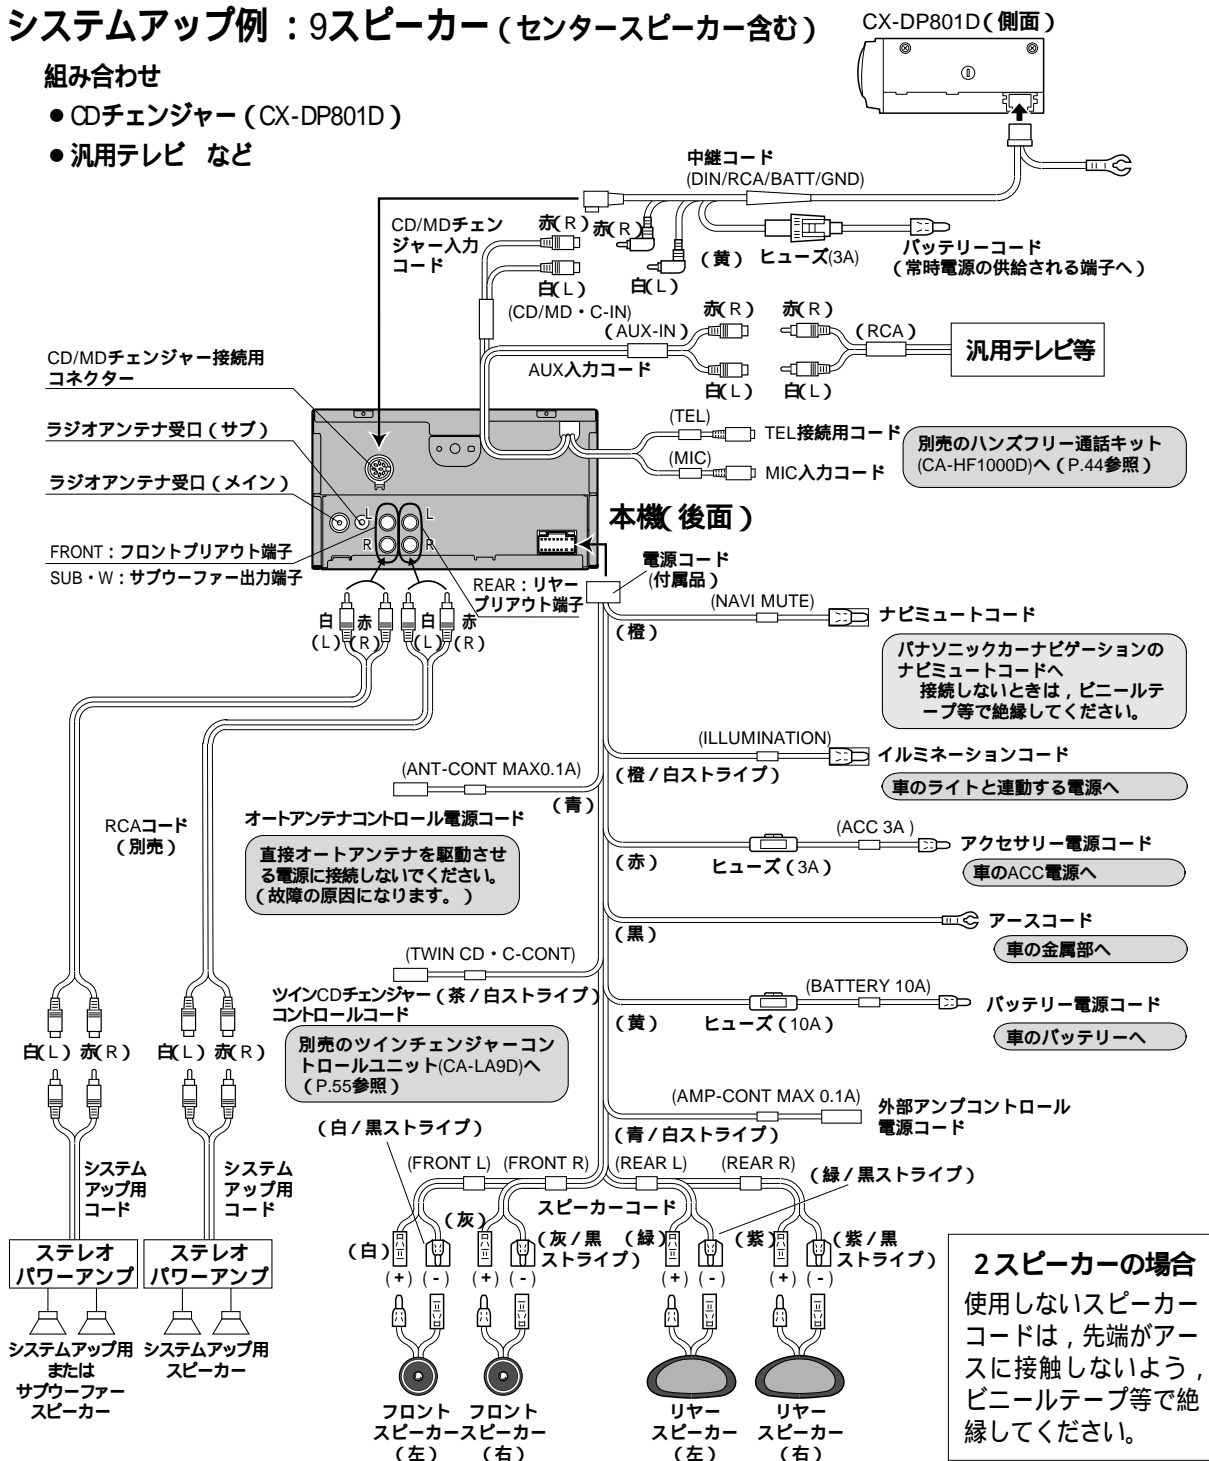 システムアップ例 : 9スピーカー (センタースピーカー含む)
CX-DP801D(側面)
組み合わせ
● CDチェンジャー (CX-DP801D)
● 汎用テレビ など
中継コード
(DIN/RCA/BATT/GND)
CD/MDチェン
ジャー入力
コード
赤(R)
赤(R)
(黄)
ヒューズ(3A)
バッテリーコード
(常時電源の供給される端子へ)
白(L)
白(L)
(CD/MD・C-IN)
(AUX-IN)
赤(R)
赤(R)
(RCA)
汎用テレビ等
AUX入力コード
白(L)
白(L)
CD/MDチェンジャー接続用
コネクター
ラジオアンテナ受口(サブ)
ラジオアンテナ受口(メイン)
(TEL)
TEL接続用コード
(MIC)
MIC入力コード
別売のハンズフリー通話キット
(CA-HF1000D)へ (P.44参照)
L
L
R
R
本機(後面)
FRONT : フロントプリアウト端子
SUB・W : サブウーファー出力端子
REAR : リヤー
プリアウト端子
電源コード
(付属品)
白
(L)
赤
(R)
白
(L)
赤
(R)
(NAVI MUTE)
(橙)
ナビミュートコード
パナソニックカーナビゲーションの
ナビミュートコードへ
接続しないときは,ビニールテ
ープ等で絶縁してください。
(ILLUMINATION)
(橙/白ストライプ)
イルミネーションコード
車のライトと連動する電源へ
(ANT-CONT MAX0.1A)
(青)
オートアンテナコントロール電源コード
直接オートアンテナを駆動させ
る電源に接続しないでください。
(故障の原因になります。)
RCAコード
(別売)
(ACC 3A)
(赤)
ヒューズ(3A)
アクセサリー電源コード
車のACC電源へ
(黒)
アースコード
車の金属部へ
(TWIN CD・C-CONT)
ツインCDチェンジャー(茶/白ストライプ)
コントロールコード
別売のツインチェンジャーコン
トロールユニット(CA-LA9D)へ
(P.55参照)
(BATTERY 10A)
(黄)
ヒューズ(10A)
バッテリー電源コード
車のバッテリーへ
白(L)
赤(R)
白(L)
赤(R)
(AMP-CONT MAX 0.1A)
(青/白ストライプ)
外部アンプコントロール
電源コード
(白/黒ストライプ)
(FRONT L)
(FRONT R)
(REAR L)
(REAR R)
(緑/黒ストライプ)
スピーカーコード
システム
アップ用
コード
システム
アップ用
コード
(白)
(灰)
(灰/黒
ストライプ)
(緑)
(紫)
(紫/黒
ストライプ)
(+)
(-)
(+)
(-)
(+)
(-)
(+)
(-)
ステレオ
パワーアンプ
ステレオ
パワーアンプ
システムアップ用
または
サブウーファー
スピーカー
システムアップ用
スピーカー
フロント
スピーカー
(左)
フロント
スピーカー
(右)
リヤー
スピーカー
(左)
リヤー
スピーカー
(右)
2スピーカーの場合
使用しないスピーカー
コードは,先端がアー
スに接触しないよう,
ビニールテープ等で絶
縁してください。